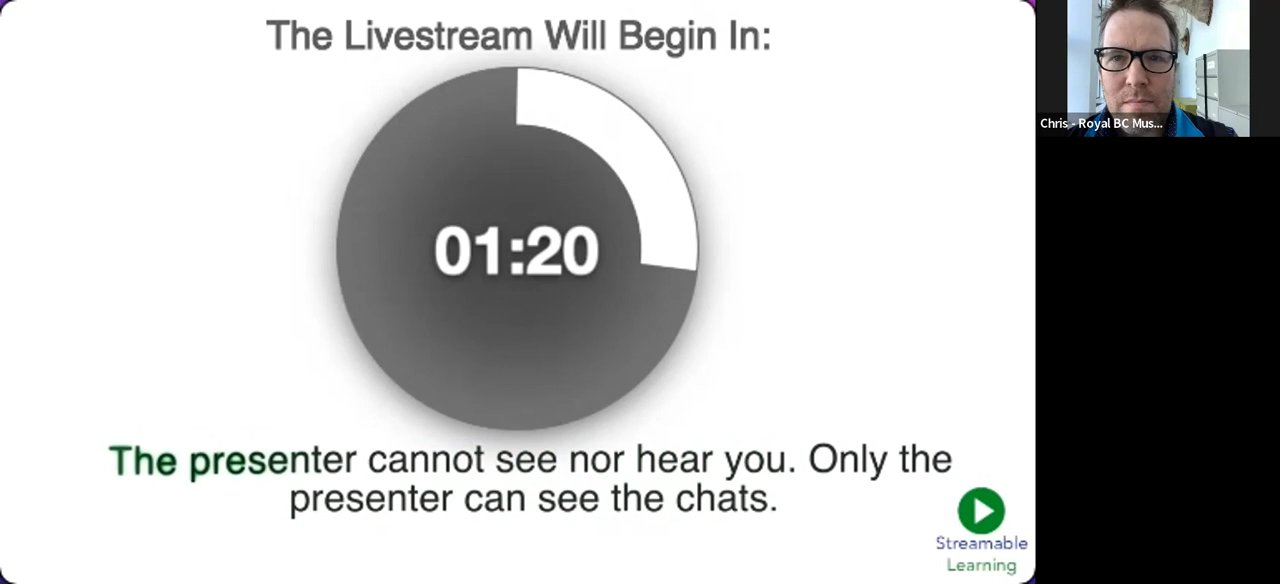 The Livestream Will Begin In:
01:20
The presenter cannot see nor hear you. Only the
presenter can see the chats.
Streamable
Learning
Chris - Royal BC Mus...